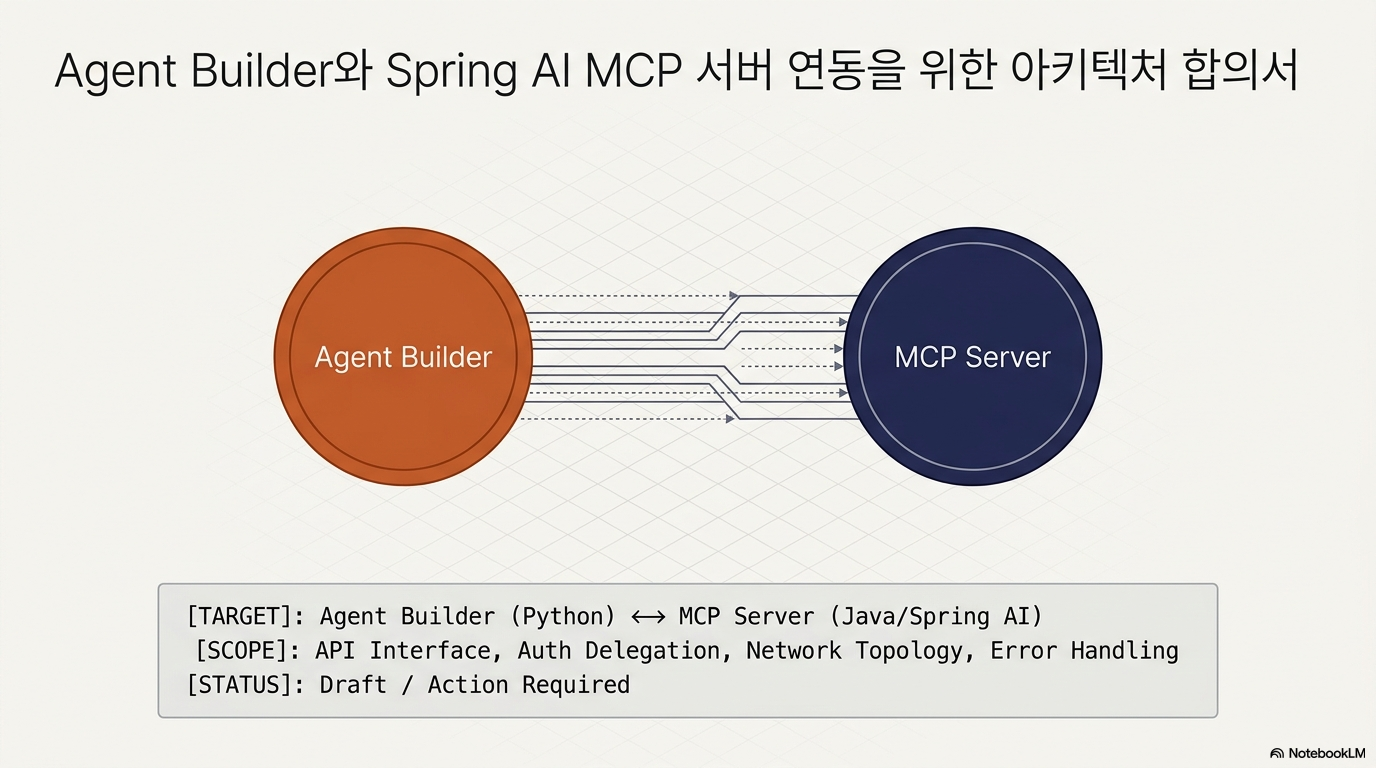 Agent Builder와 Spring AI MCP 서버 연동을 위한 아키텍처 합의서
Agent Builder
MCP Server
[TARGET]: Agent Builder (Python) ⟷ MCP Server (Java/Spring AI)
[SCOPE]: API Interface, Auth Delegation, Network Topology, Error Handling
[STATUS]: Draft / Action Required
NotebookLM